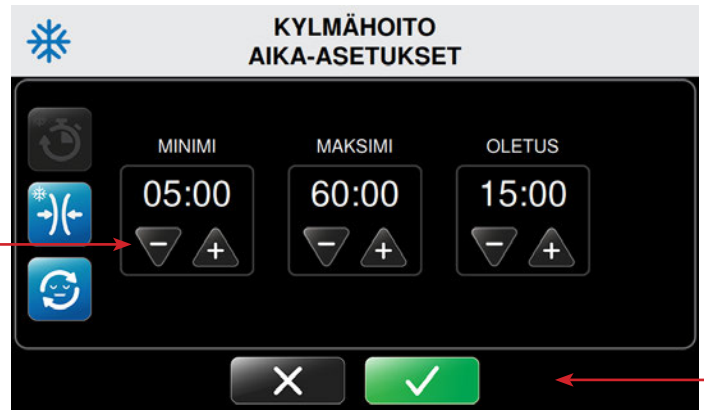 KYLMÄHOITO
AIKA-ASETUKSET
MINIMI MAKSIMI OLETUS
05:00 60:00 15:00
- + - + - +